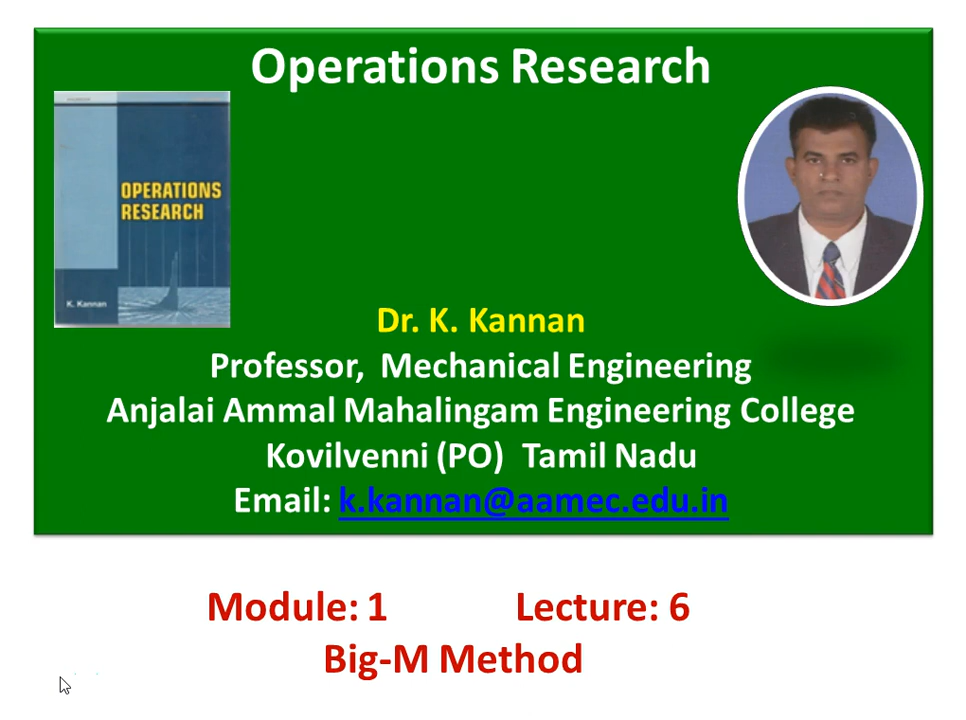 Operations Research
OPERATIONS
RESEARCH
K. Kannan
Dr. K. Kannan
Professor, Mechanical Engineering
Anjalai Ammal Mahalingam Engineering College
Kovilvenni (PO) Tamil Nadu
Email: k.kannan@aamec.edu.in
Module: 1 Lecture: 6
Big-M Method